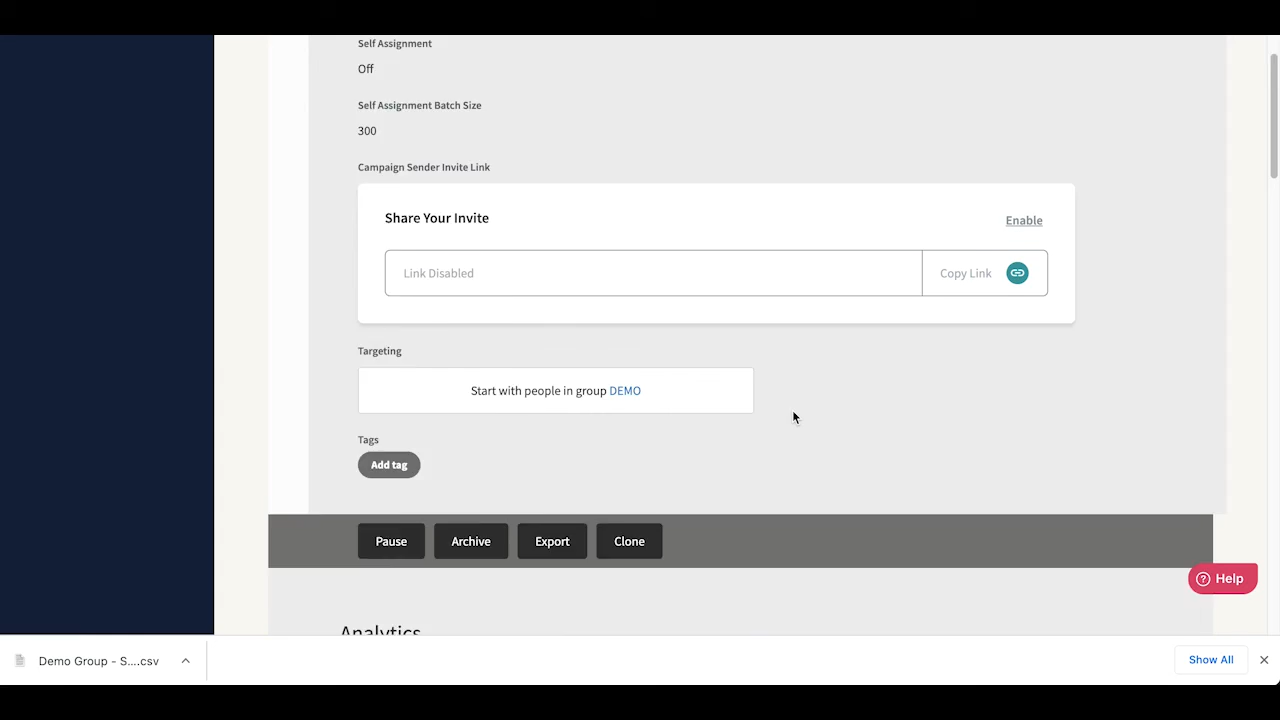 Self Assignment
Off
Self Assignment Batch Size
300
Campaign Sender Invite Link
Share Your Invite
Enable
Link Disabled
Copy Link
Targeting
Start with people in group DEMO
Tags
Add tag
Pause
Archive
Export
Clone
Help
Analytics
Demo Group - S....csv
Show All